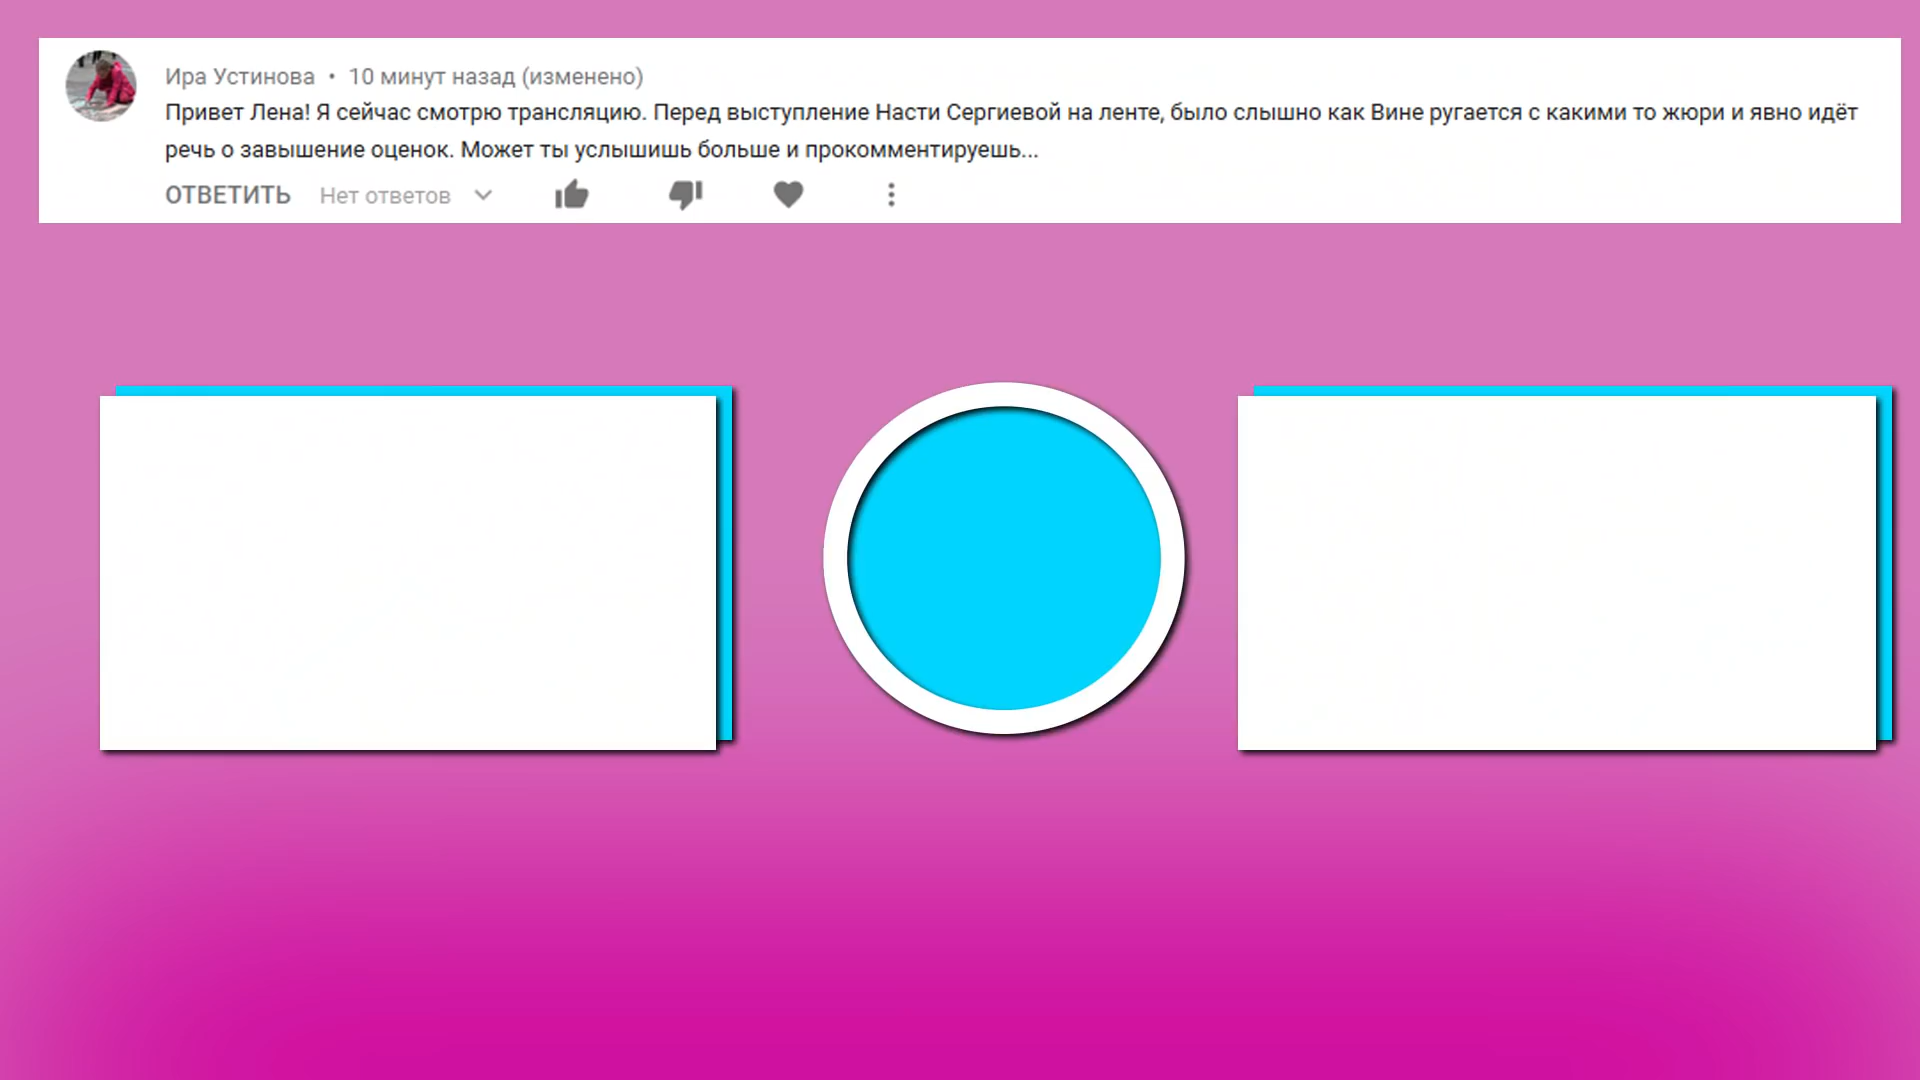 Ира Устинова • 10 минут назад (изменено)
Привет Лена! Я сейчас смотрю трансляцию. Перед выступление Насти Сергиевой на ленте, было слышно как Вине ругается с какими то жюри и явно идёт
речь о завышение оценок. Может ты услышишь больше и прокомментируешь...
ОТВЕТИТЬ Нет ответов